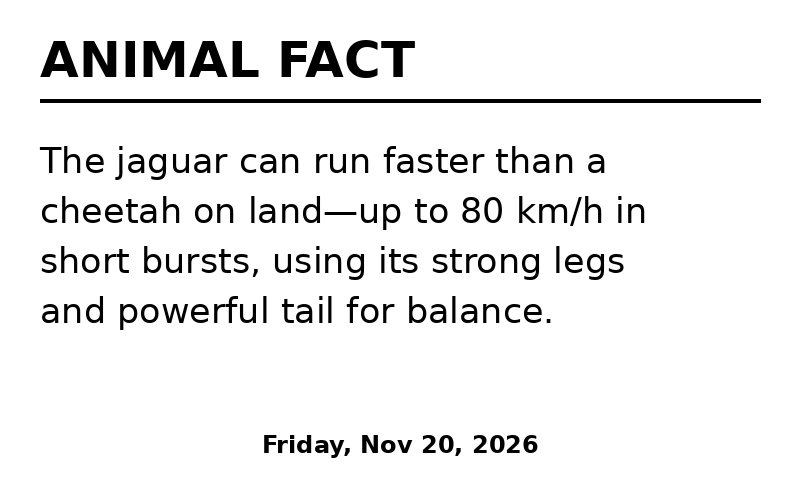 ANIMAL FACT
The jaguar can run faster than a
cheetah on land—up to 80 km/h in
short bursts, using its strong legs
and powerful tail for balance.
Friday, Nov 20, 2026